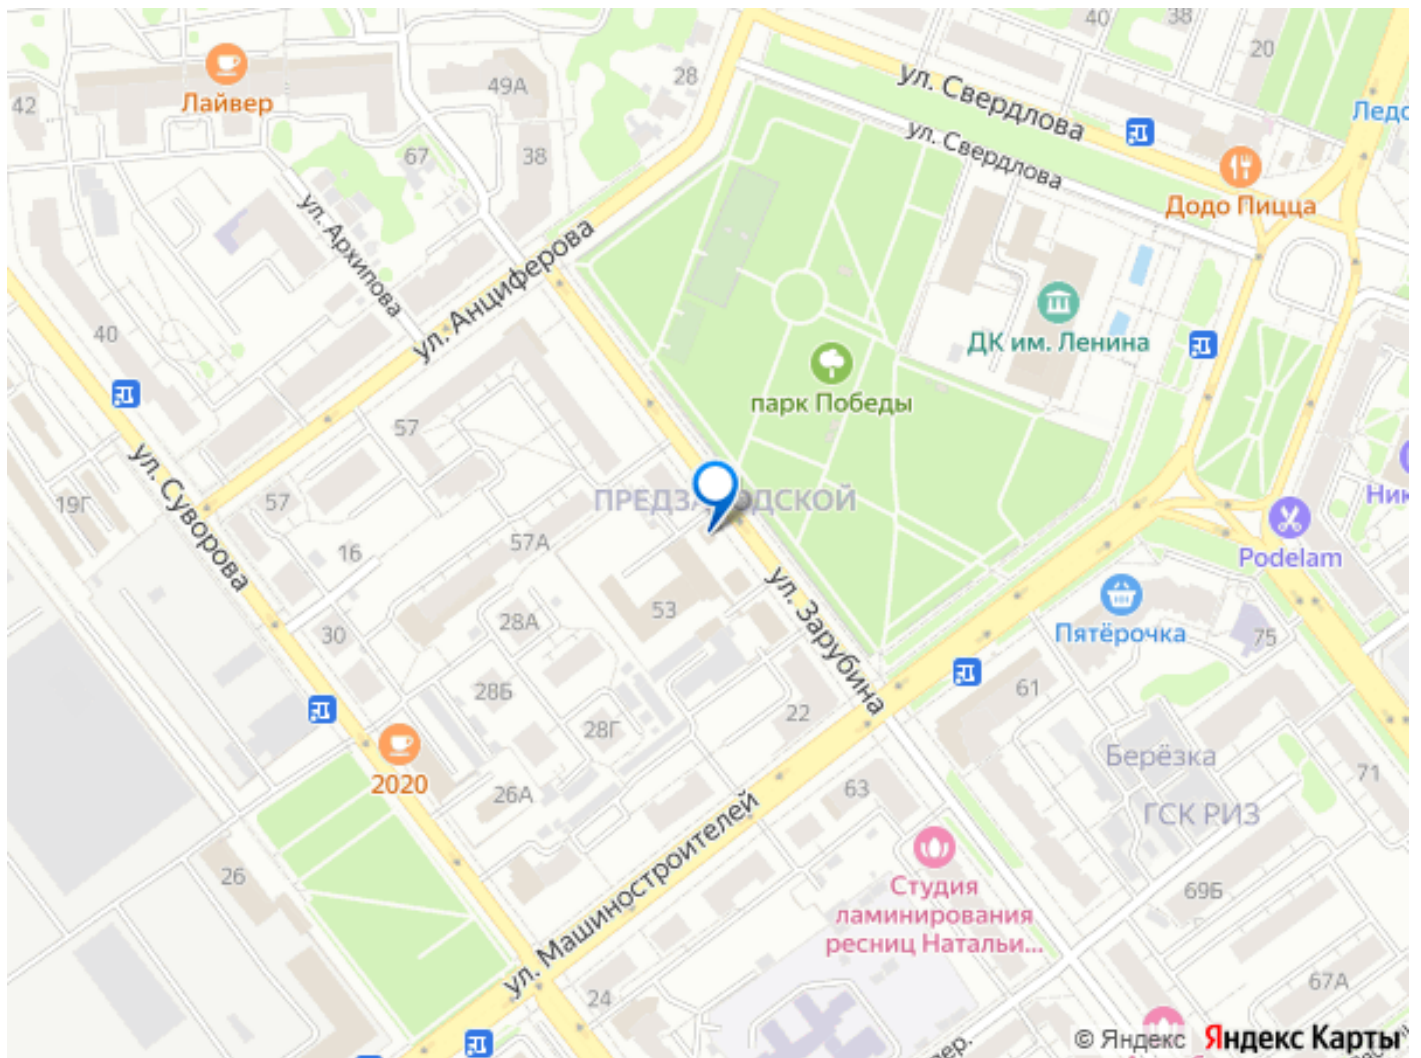 40
38
20
ул. Свердлова
28
49А
42
Лайвер
Ледо
ул. Свердлова
67
38
Додо Пицца
ул. Архипова
ул. Анциферова
40
ДК им. Ленина
парк Победы
57
ул. Суворова
19Г
57
ПРЕДЗА
ОДСКОЙ
Ник
57А
16
Podelam
53
ул. Зарубина
28А
30
Пятёрочка
75
28Б
61
22
28Г
Берёзка
2020
26А
63
71
ГСК РИЗ
ул. Машиностроителей
26
Студия
ламинирования
ресниц Натальи...
69Б
67А
24
пер.
© Яндекс Яндекс Карты